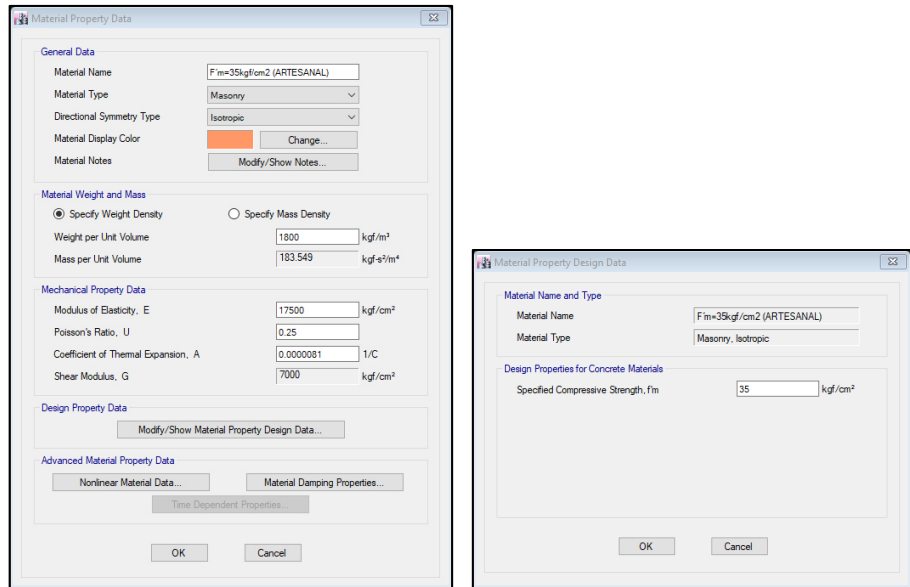 Material Property Data
General Data
Material Name F´m=35kgf/cm2 (ARTESANAL)
Material Type Masonry
Directional Symmetry Type Isotropic
Material Display Color Change...
Material Notes Modify/Show Notes...
Material Weight and Mass
Specify Weight Density Specify Mass Density
Weight per Unit Volume 1800 kgf/m³
Mass per Unit Volume 183.549 kgf-s²/m⁴
Mechanical Property Data
Modulus of Elasticity, E 17500 kgf/cm²
Poisson's Ratio, U 0.25
Coefficient of Thermal Expansion, A 0.0000081 1/C
Shear Modulus, G 7000 kgf/cm²
Design Property Data
Modify/Show Material Property Design Data...
Advanced Material Property Data
Nonlinear Material Data... Material Damping Properties...
Time Dependent Properties...
OK Cancel
Material Property Design Data
Material Name and Type
Material Name F´m=35kgf/cm2 (ARTESANAL)
Material Type Masonry, Isotropic
Design Properties for Concrete Materials
Specified Compressive Strength, f'm 35 kgf/cm²
OK Cancel